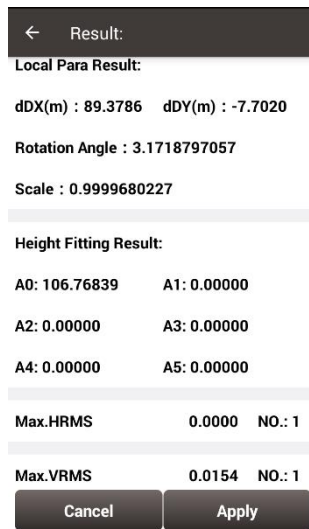 Result:
Local Para Result:
dDX(m) : 89.3786 dDY(m) : -7.7020
Rotation Angle : 3.1718797057
Scale : 0.9999680227
Height Fitting Result:
A0: 106.76839 A1: 0.00000
A2: 0.00000 A3: 0.00000
A4: 0.00000 A5: 0.00000
Max.HRMS 0.0000 NO.: 1
Max.VRMS 0.0154 NO.: 1
Cancel Apply